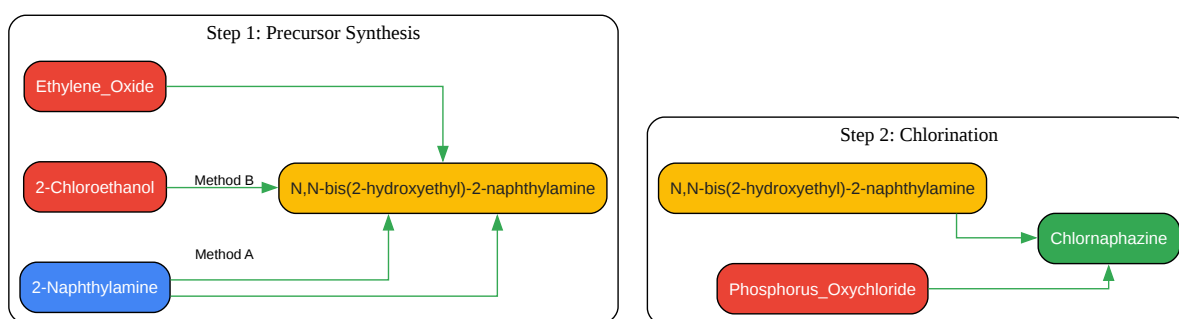 Step 1: Precursor Synthesis
Ethylene_Oxide
2-Chloroethanol
Method B
N,N-bis(2-hydroxyethyl)-2-naphthylamine
Method A
2-Naphthylamine
Step 2: Chlorination
N,N-bis(2-hydroxyethyl)-2-naphthylamine
Chlornaphazine
Phosphorus_Oxychloride